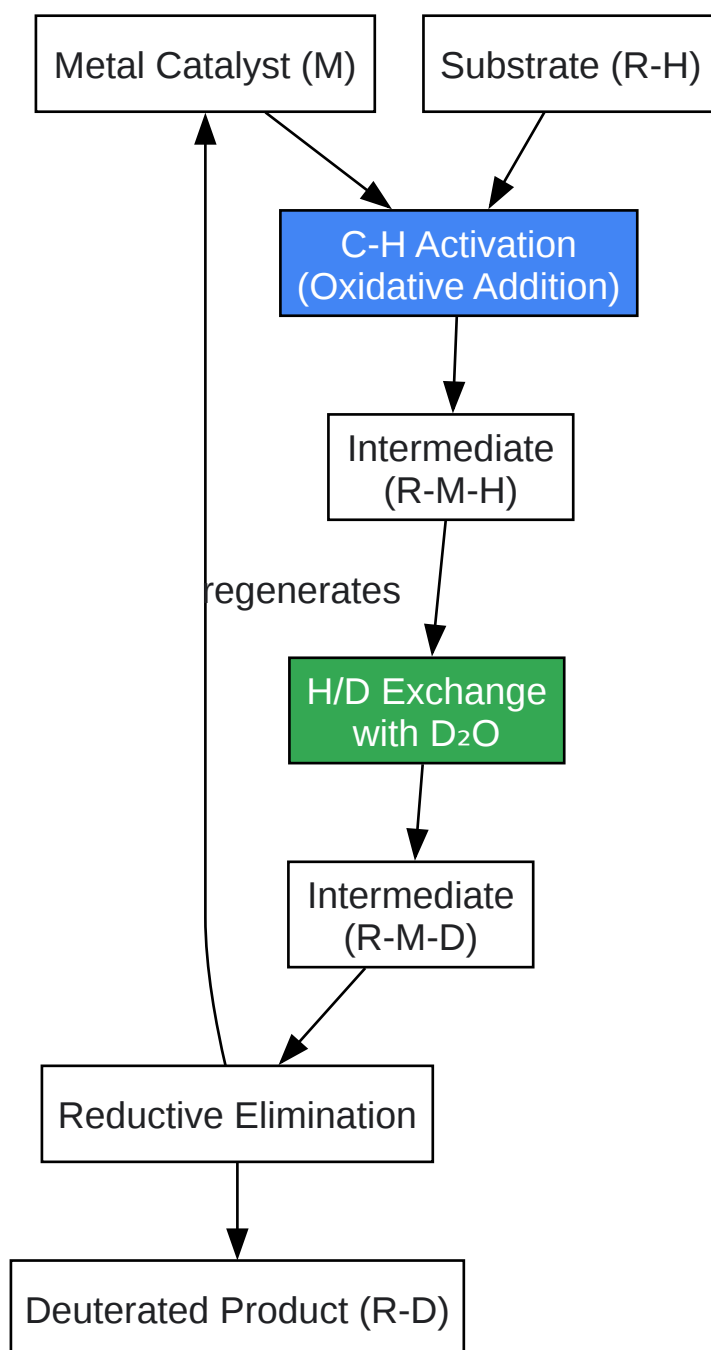 Metal Catalyst (M)
Substrate (R-H)
C-H Activation
(Oxidative Addition)
Intermediate
(R-M-H)
regenerates
H/D Exchange
with D₂O
Intermediate
(R-M-D)
Reductive Elimination
Deuterated Product (R-D)